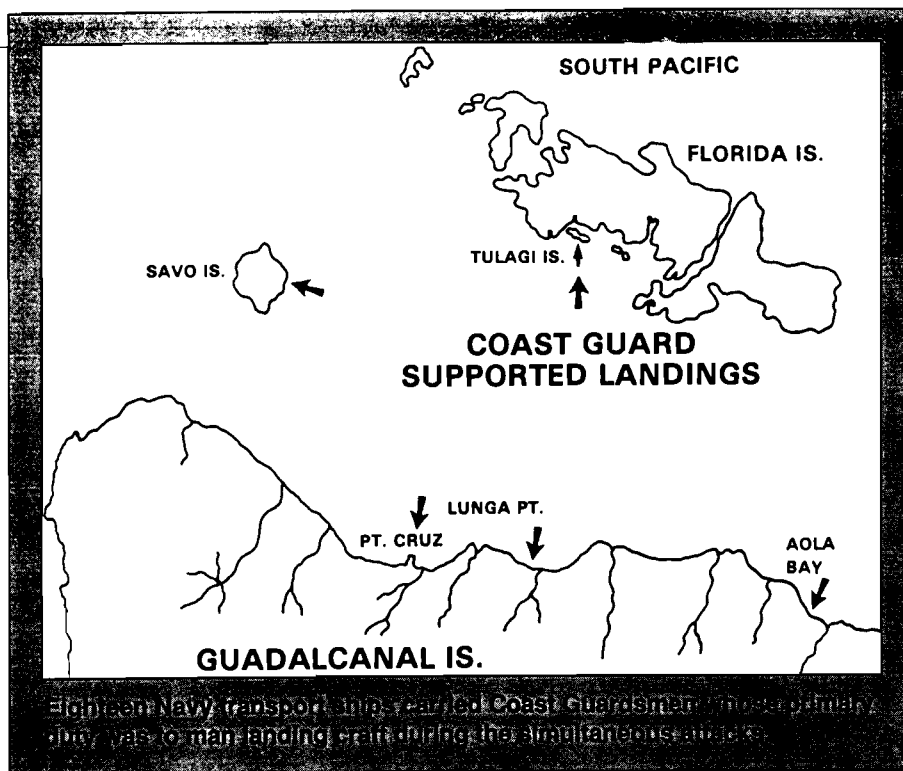 SOUTH PACIFIC
FLORIDA IS.
SAVO IS.
TULAGI IS.
COAST GUARD
SUPPORTED LANDINGS
LUNGA PT.
PT. CRUZ
AOLA
BAY
GUADALCANAL IS.
Eighteen Navy transport ships carried Coast Guardsmen whose primary
duty was to man landing craft during the simultaneous attacks.